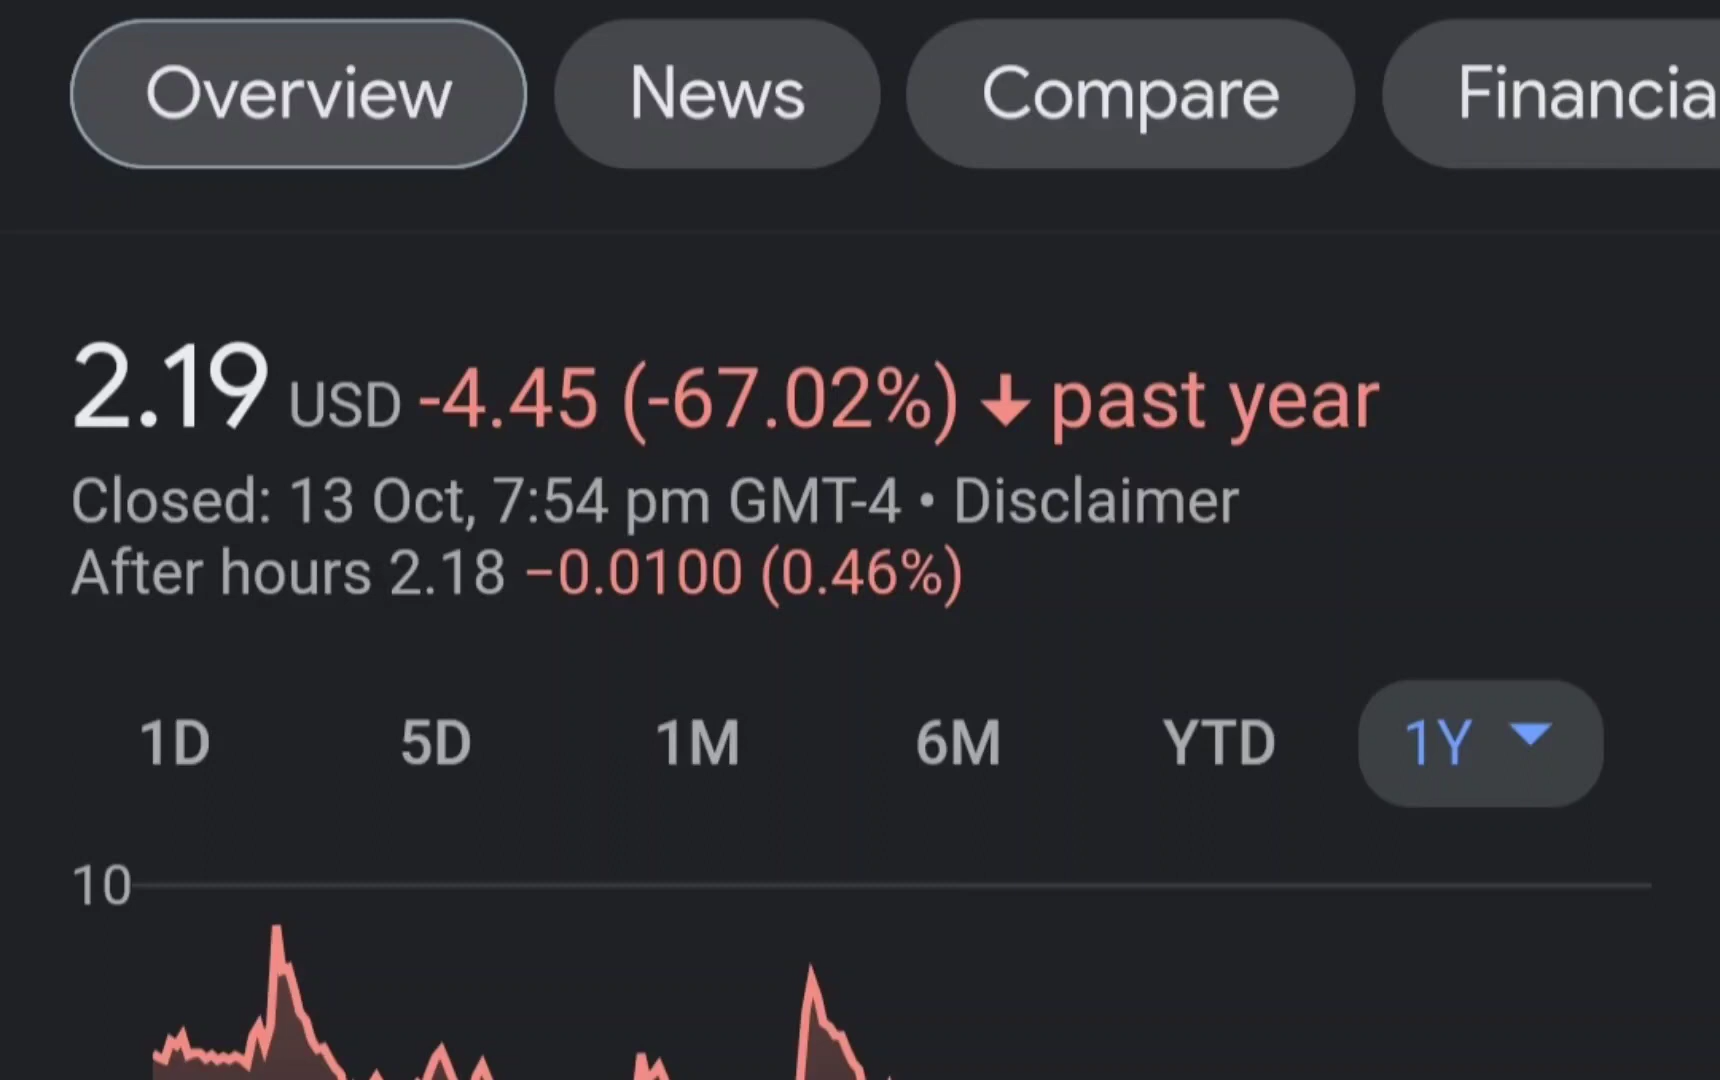 Overview News Compare Financia
2.19 USD -4.45 (-67.02%) ↓ past year
Closed: 13 Oct, 7:54 pm GMT-4 • Disclaimer
After hours 2.18 −0.0100 (0.46%)
1D 5D 1M 6M YTD 1Y
10